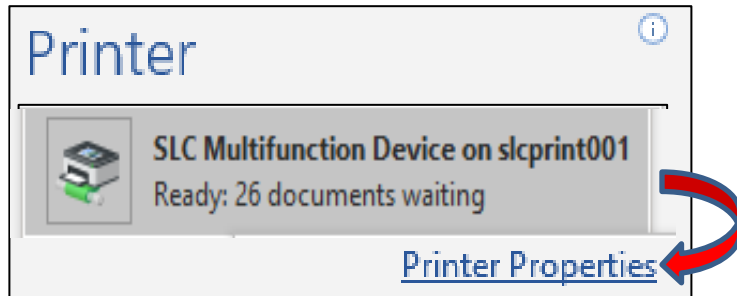 Printer
SLC Multifunction Device on slcprint001
Ready: 26 documents waiting
Printer Properties